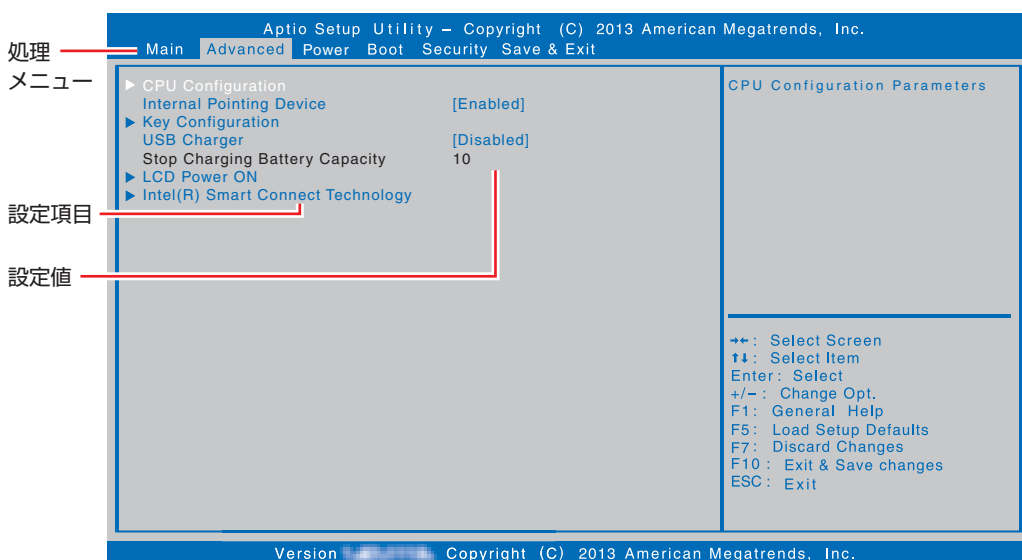 Aptio Setup Utility – Copyright (C) 2013 American Megatrends, Inc.
処理
メニュー
Main Advanced Power Boot Security Save & Exit
▶ CPU Configuration
Internal Pointing Device [Enabled]
▶ Key Configuration
USB Charger [Disabled]
Stop Charging Battery Capacity 10
▶ LCD Power ON
▶ Intel(R) Smart Connect Technology
設定項目
設定値
CPU Configuration Parameters
→←: Select Screen
↑↓: Select Item
Enter: Select
+/–: Change Opt.
F1: General Help
F5: Load Setup Defaults
F7: Discard Changes
F10: Exit & Save changes
ESC: Exit
Version Copyright (C) 2013 American Megatrends, Inc.